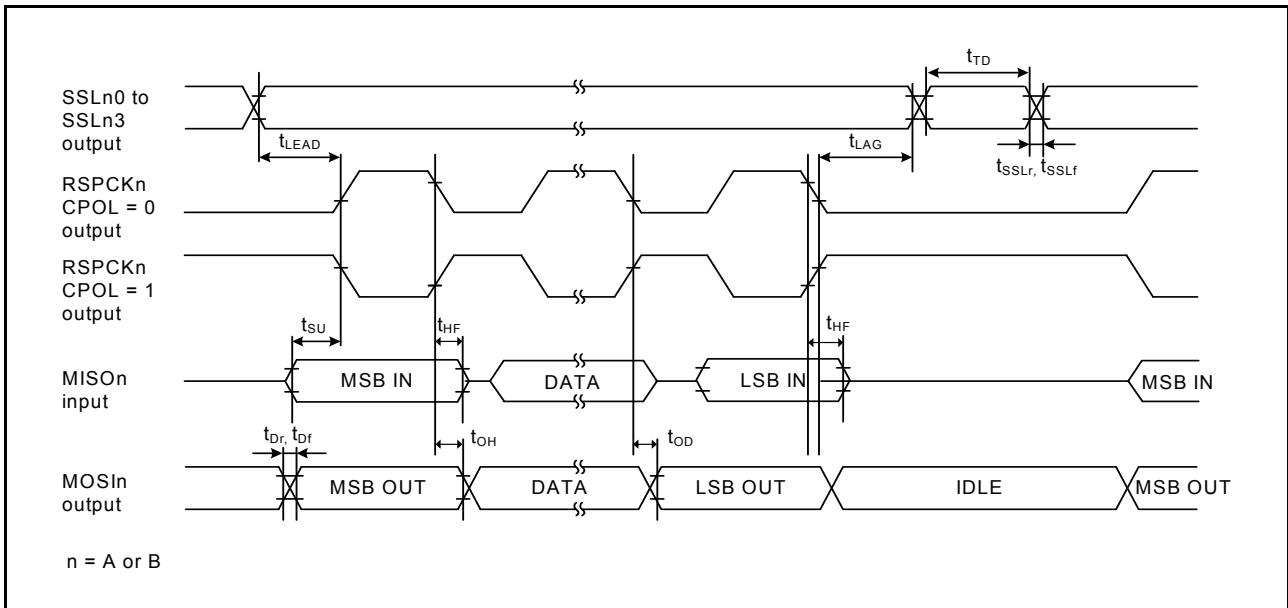 tTD
SSLn0 to
SSLn3
output
tLEAD
tLAG
tSSLr, tSSLf
RSPCKn
CPOL = 0
output
RSPCKn
CPOL = 1
output
tSU
tHF
tHF
MISOn
input
MSB IN
DATA
LSB IN
MSB IN
tDr, tDf
tOH
tOD
MOSIn
output
MSB OUT
DATA
LSB OUT
IDLE
MSB OUT
n = A or B